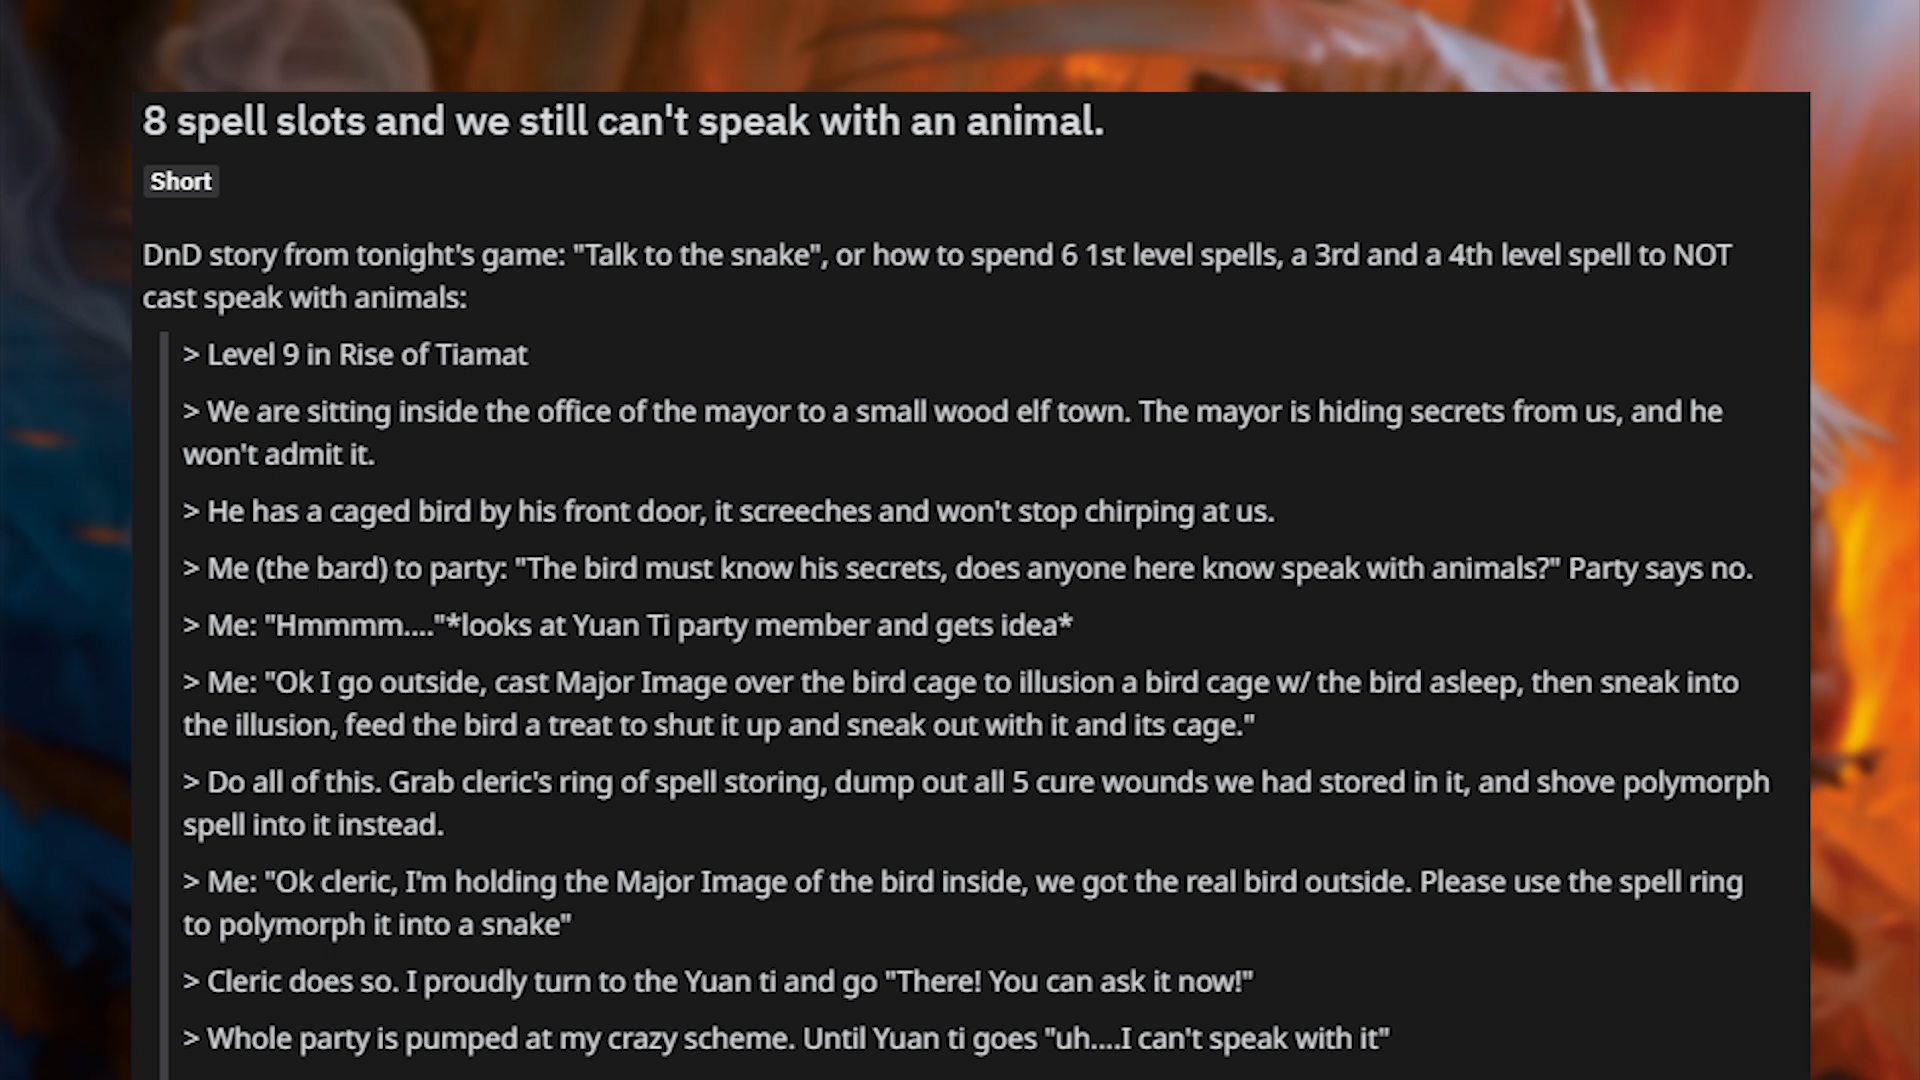 8 spell slots and we still can't speak with an animal.
Short
DnD story from tonight's game: "Talk to the snake", or how to spend 6 1st level spells, a 3rd and a 4th level spell to NOT
cast speak with animals:
> Level 9 in Rise of Tiamat
> We are sitting inside the office of the mayor to a small wood elf town. The mayor is hiding secrets from us, and he
won't admit it.
> He has a caged bird by his front door, it screeches and won't stop chirping at us.
> Me (the bard) to party: "The bird must know his secrets, does anyone here know speak with animals?" Party says no.
> Me: "Hmmmm...."*looks at Yuan Ti party member and gets idea*
> Me: "Ok I go outside, cast Major Image over the bird cage to illusion a bird cage w/ the bird asleep, then sneak into
the illusion, feed the bird a treat to shut it up and sneak out with it and its cage."
> Do all of this. Grab cleric's ring of spell storing, dump out all 5 cure wounds we had stored in it, and shove polymorph
spell into it instead.
> Me: "Ok cleric, I'm holding the Major Image of the bird inside, we got the real bird outside. Please use the spell ring
to polymorph it into a snake"
> Cleric does so. I proudly turn to the Yuan ti and go "There! You can ask it now!"
> Whole party is pumped at my crazy scheme. Until Yuan ti goes "uh....I can't speak with it"